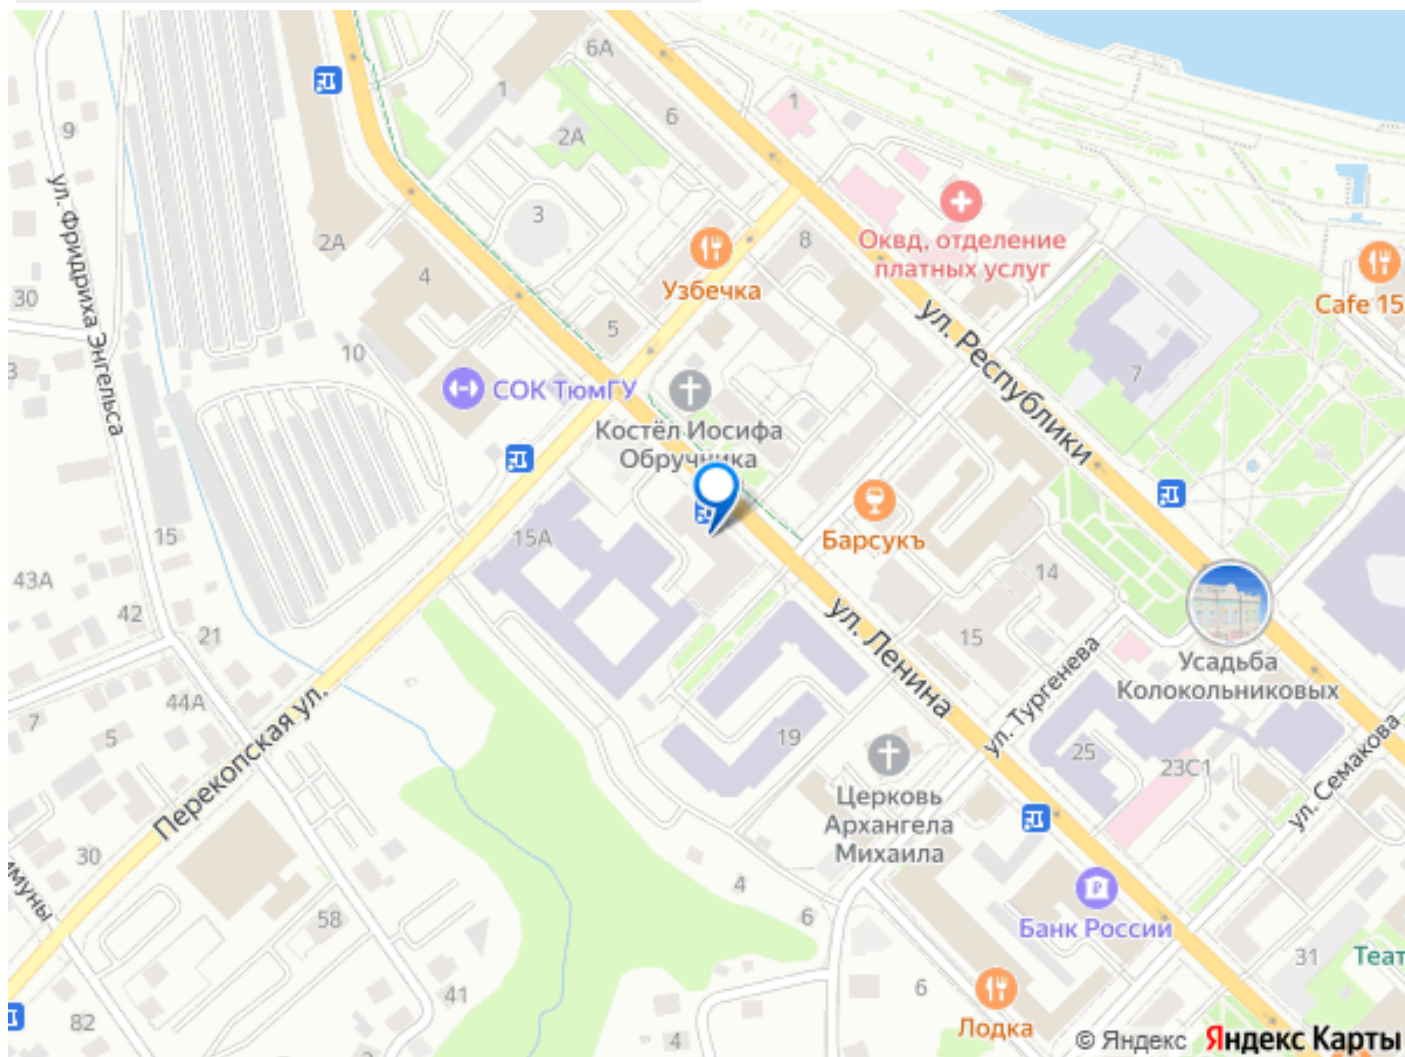 6А
1
1
6
2А
9
ул. Фридриха Энгельса
3
2А
8
Оквд, отделение
платных услуг
Узбечка
4
30
Cafe 15
ул. Республики
5
10
3
7
СОК ТюмГУ
Костёл Иосифа
Обручника
15А
15
Барсукъ
43А
42
14
21
ул. Ленина
15
ул. Тургенева
Усадьба
Колокольниковых
44А
Перекопская ул.
7
5
19
25
23С1
ул. Семакова
Церковь
Архангела
Михаила
30
4
6
58
Банк России
31
Теат
41
6
82
Лодка
4
2
© Яндекс Яндекс Карты